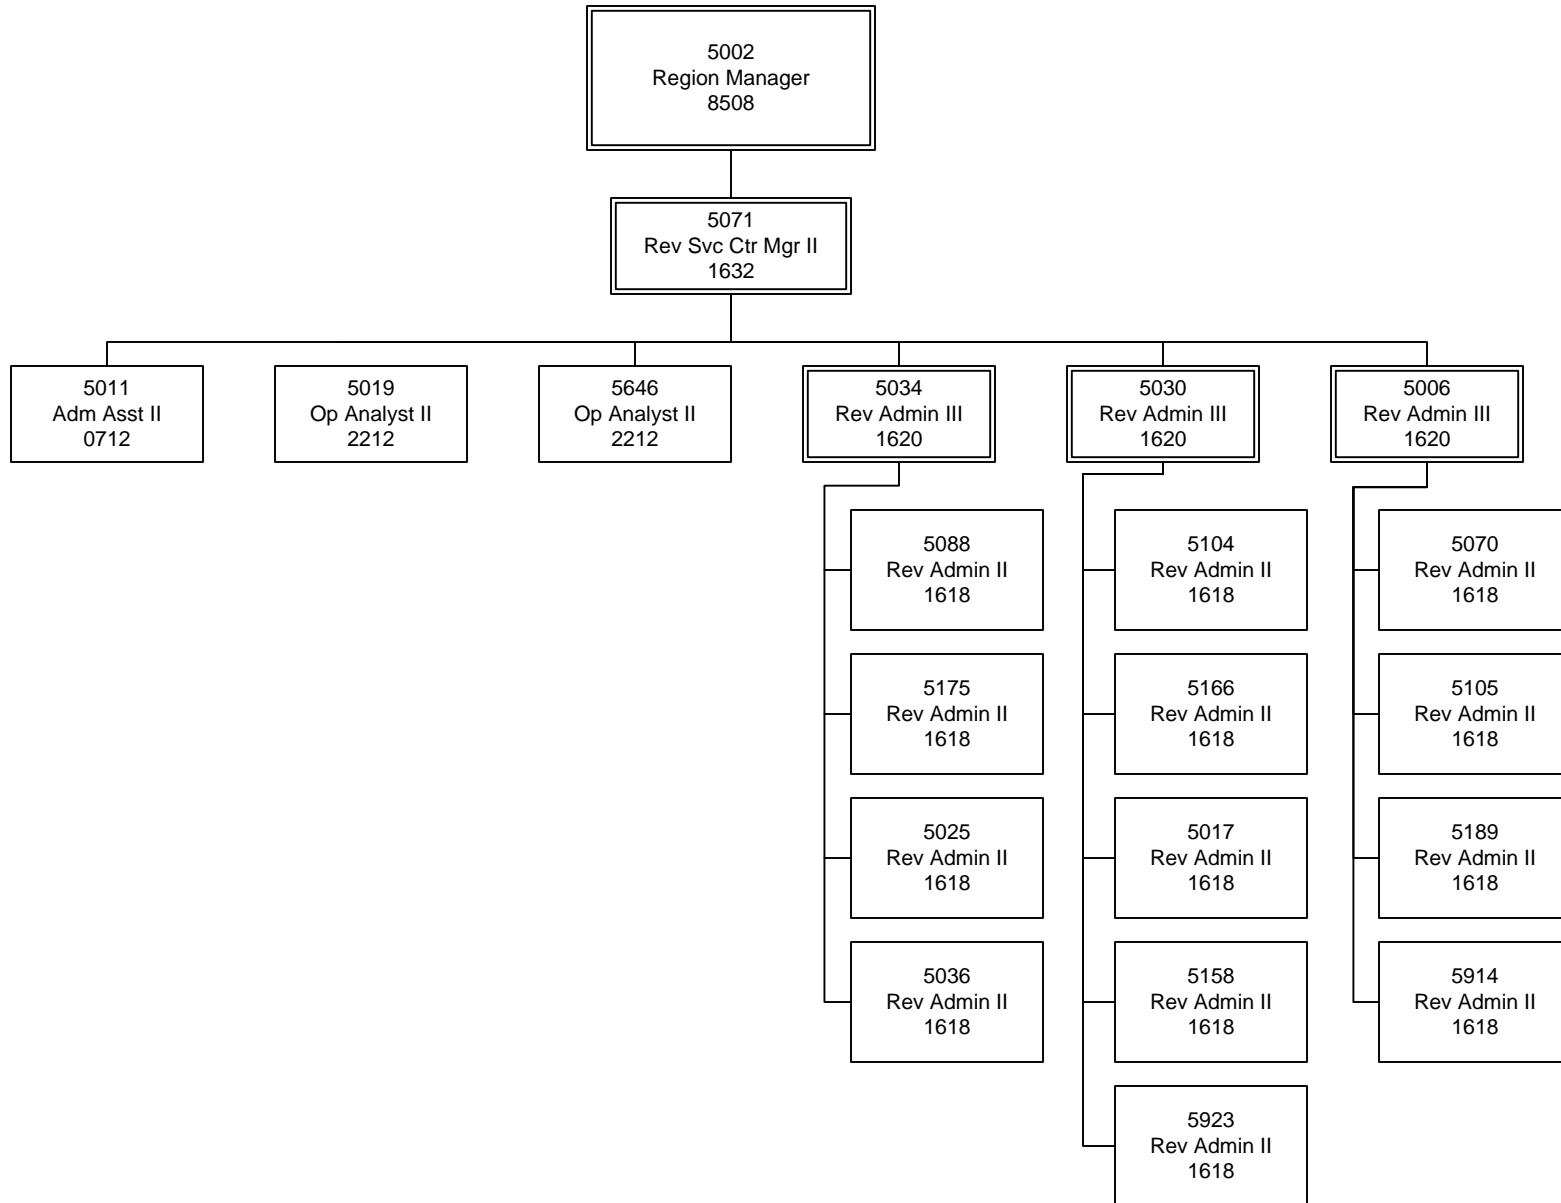 5002
Region Manager
8508
5071
Rev Svc Ctr Mgr II
1632
5011
Adm Asst II
0712
5019
Op Analyst II
2212
5646
Op Analyst II
2212
5034
Rev Admin III
1620
5030
Rev Admin III
1620
5006
Rev Admin III
1620
5088
Rev Admin II
1618
5104
Rev Admin II
1618
5070
Rev Admin II
1618
5175
Rev Admin II
1618
5166
Rev Admin II
1618
5105
Rev Admin II
1618
5025
Rev Admin II
1618
5017
Rev Admin II
1618
5189
Rev Admin II
1618
5036
Rev Admin II
1618
5158
Rev Admin II
1618
5914
Rev Admin II
1618
5923
Rev Admin II
1618